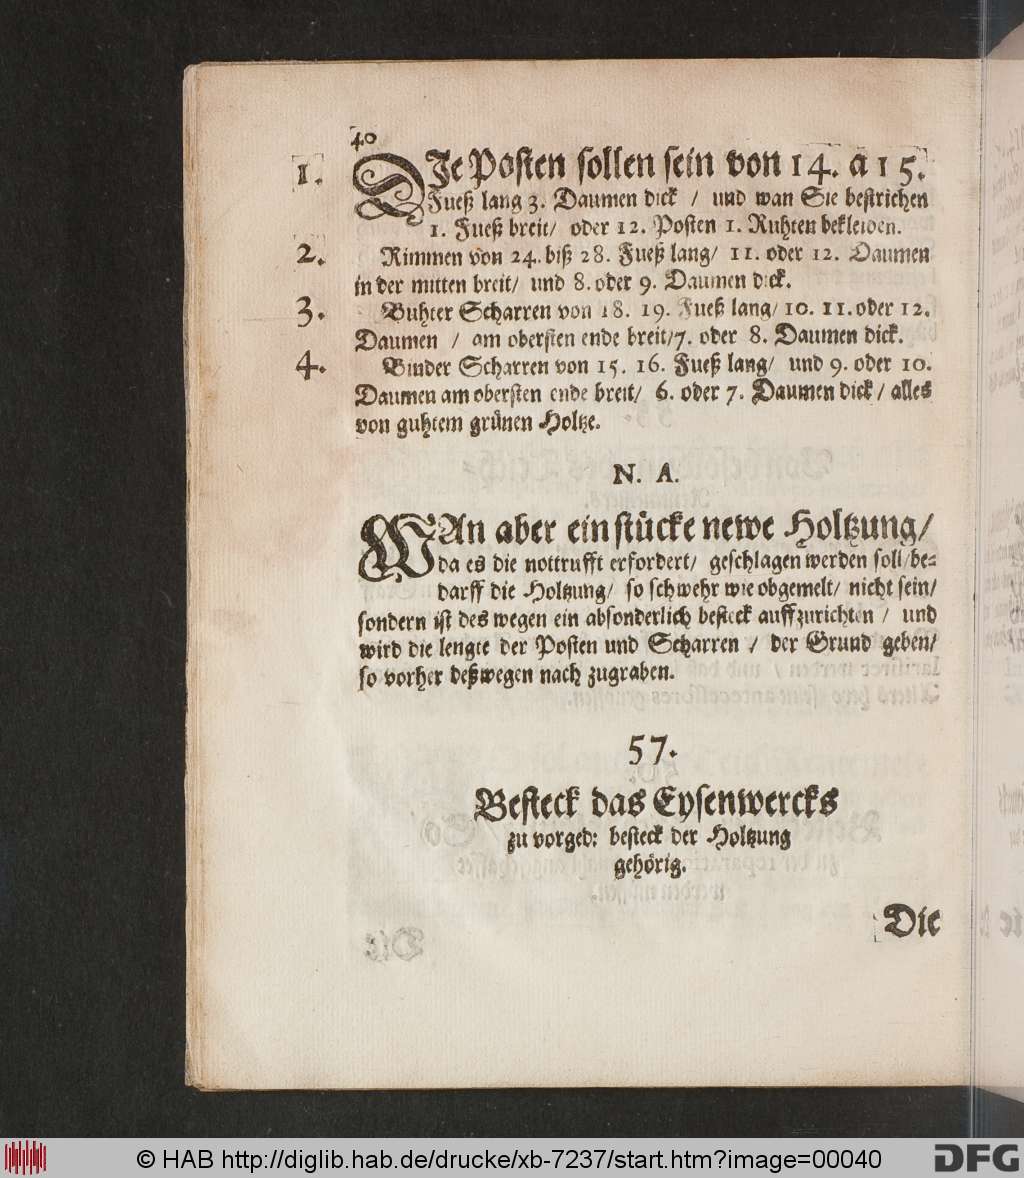 40
1. DJe Posten sollen sein von 14. a 15.
Fueß lang 3. Daumen dick / und wan Sie bestrichen
1. Fueß breit/ oder 12. Posten 1. Ruhten bekleiden.
2. Rimmen von 24. biß 28. Fueß lang/ 11. oder 12. Daumen
in der mitten breit/ und 8. oder 9. Daumen dick.
3. Buhter Scharren von 18. 19. Fueß lang/ 10. 11. oder 12.
Daumen / am obersten ende breit/ 7. oder 8. Daumen dick.
4. Binder Scharren von 15. 16. Fueß lang/ und 9. oder 10.
Daumen am obersten ende breit/ 6. oder 7. Daumen dick / alles
von guhtem grünen Holtze.
N. A.
WAn aber ein stücke newe Holtzung/
da es die nottrufft erfordert/ geschlagen werden soll/ be-
darff die Holtzung/ so schwehr wie obgemelt/ nicht sein/
sondern ist des wegen ein absonderlich besteck auffzurichten / und
wird die lengte der Posten und Scharren / der Grund geben/
so vorher deßwegen nach zugraben.
57.
Besteck das Eysenwercks
zu vorged: besteck der Holtzung
gehörig.
Die
© HAB http://diglib.hab.de/drucke/xb-7237/start.htm?image=00040
DFG